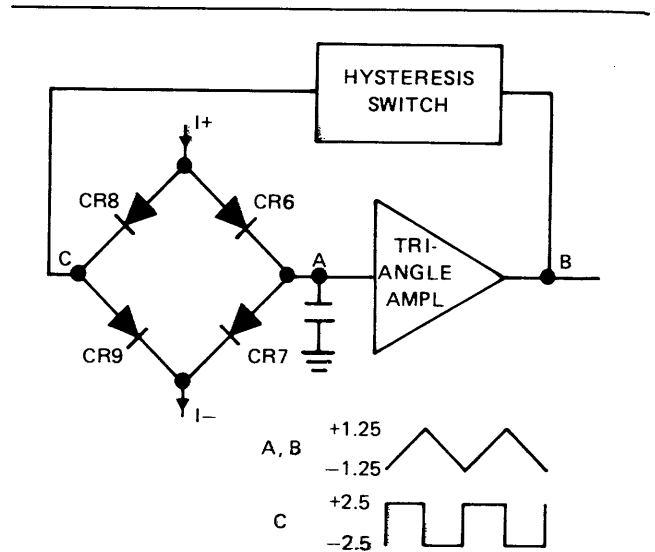 HYSTERESIS
SWITCH
I+
CR8
CR6
C
A
B
TRI-
ANGLE
AMPL
CR9
CR7
I−
A, B
+1.25
−1.25
C
+2.5
−2.5